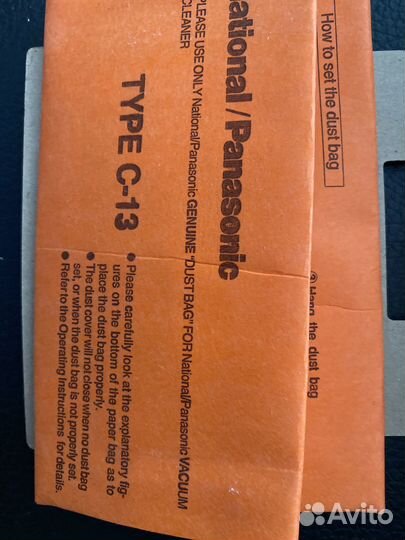 ational/Panasonic
PLEASE USE ONLY National/Panasonic GENUINE "DUST BAG" FOR National/Panasonic VACUUM
CLEANER
TYPE C-13
● Please carefully look at the explanatory fig-
ures on the bottom of the paper bag as to
place the dust bag properly.
● The dust cover will not close when no dust bag
set, or when the dust bag is not properly set.
● Refer to the Operating Instructions for details.
How to set the dust bag
③ Hang the dust bag
Avito